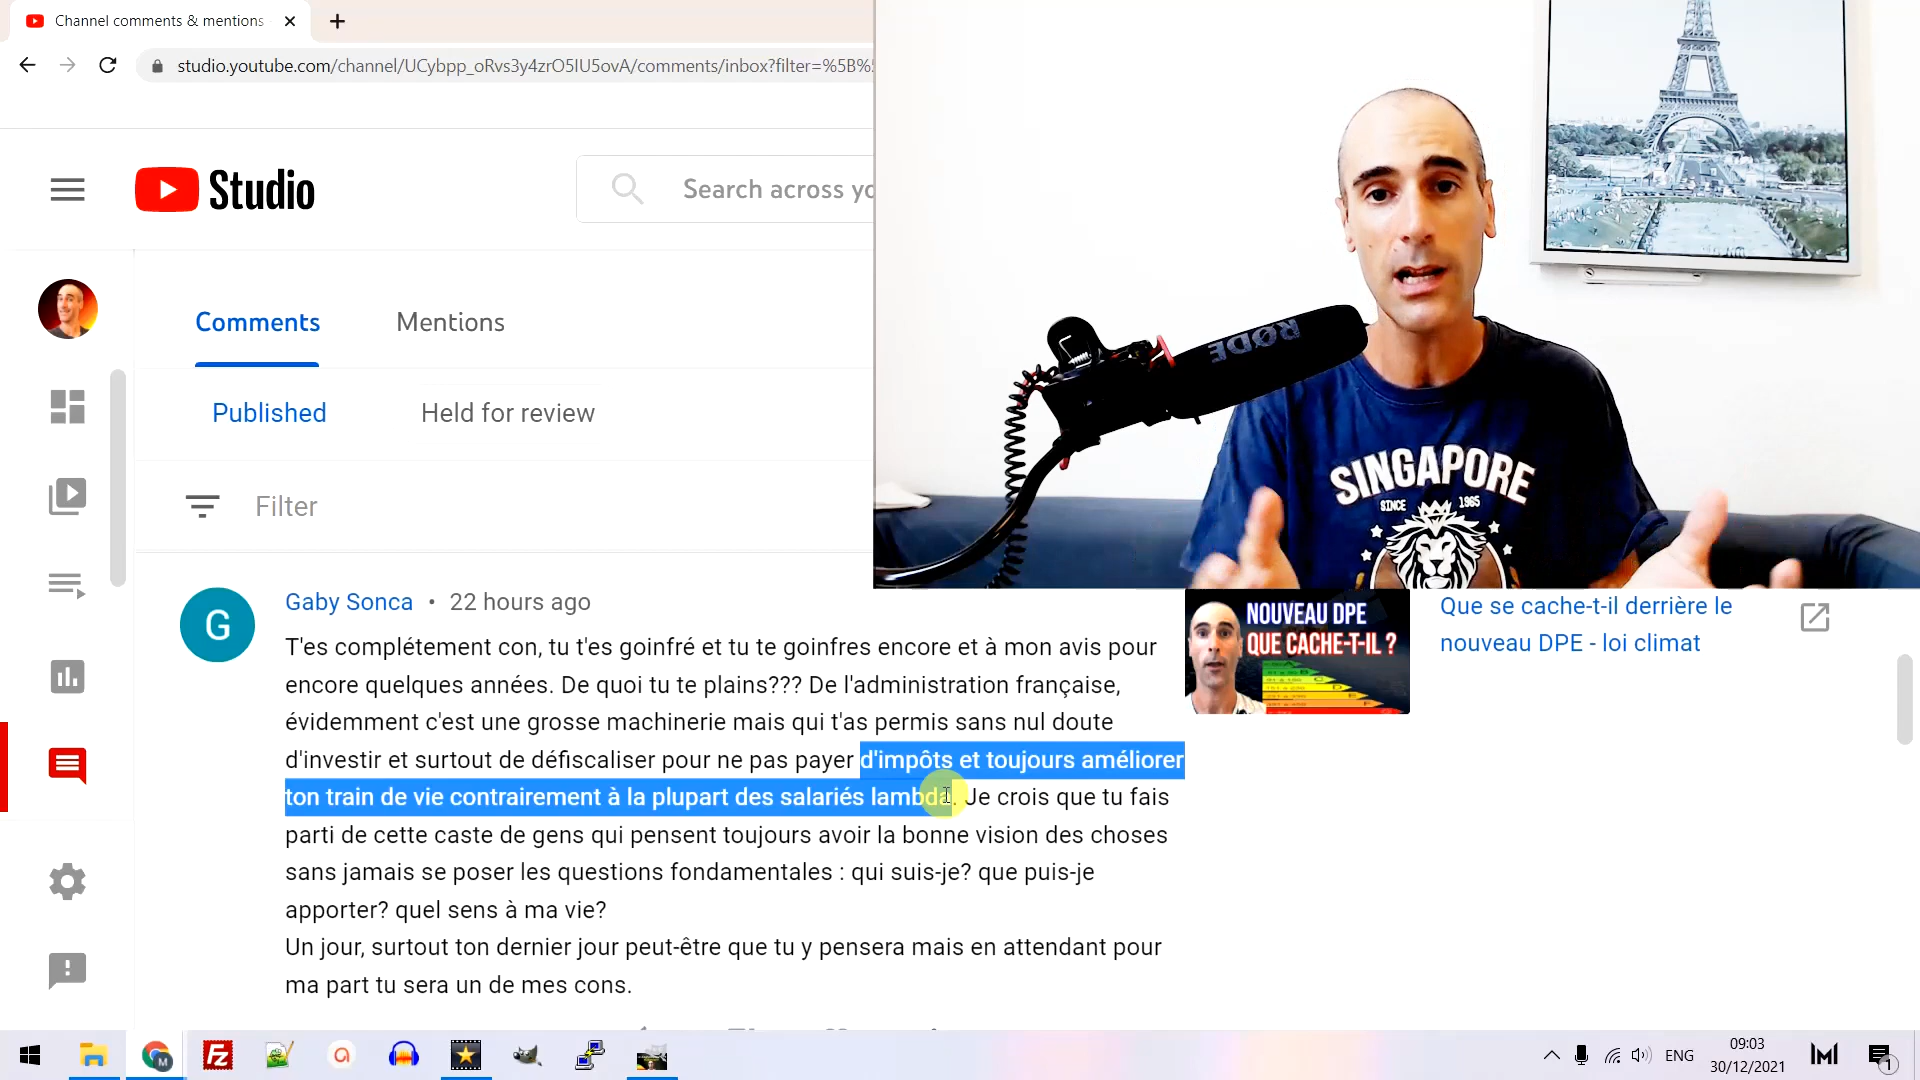 Channel comments & mentions
studio.youtube.com/channel/UCybpp_oRvs3y4zrO5IU5ovA/comments/inbox?filter=%5B%
Studio
Search across yo
Comments
Mentions
Published
Held for review
Filter
RØDE
SINGAPORE
SINCE 1965
G
Gaby Sonca • 22 hours ago
T'es complétement con, tu t'es goinfré et tu te goinfres encore et à mon avis pour
encore quelques années. De quoi tu te plains??? De l'administration française,
évidemment c'est une grosse machinerie mais qui t'as permis sans nul doute
d'investir et surtout de défiscaliser pour ne pas payer d'impôts et toujours améliorer
ton train de vie contrairement à la plupart des salariés lambda. Je crois que tu fais
parti de cette caste de gens qui pensent toujours avoir la bonne vision des choses
sans jamais se poser les questions fondamentales : qui suis-je? que puis-je
apporter? quel sens à ma vie?
Un jour, surtout ton dernier jour peut-être que tu y pensera mais en attendant pour
ma part tu sera un de mes cons.
NOUVEAU DPE
QUE CACHE-T-IL ?
Que se cache-t-il derrière le
nouveau DPE - loi climat
M
FZ
ENG
09:03
30/12/2021
1